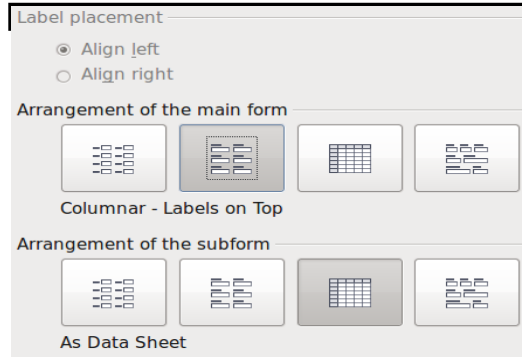 Label placement
Align left
Align right
Arrangement of the main form
Columnar - Labels on Top
Arrangement of the subform
As Data Sheet